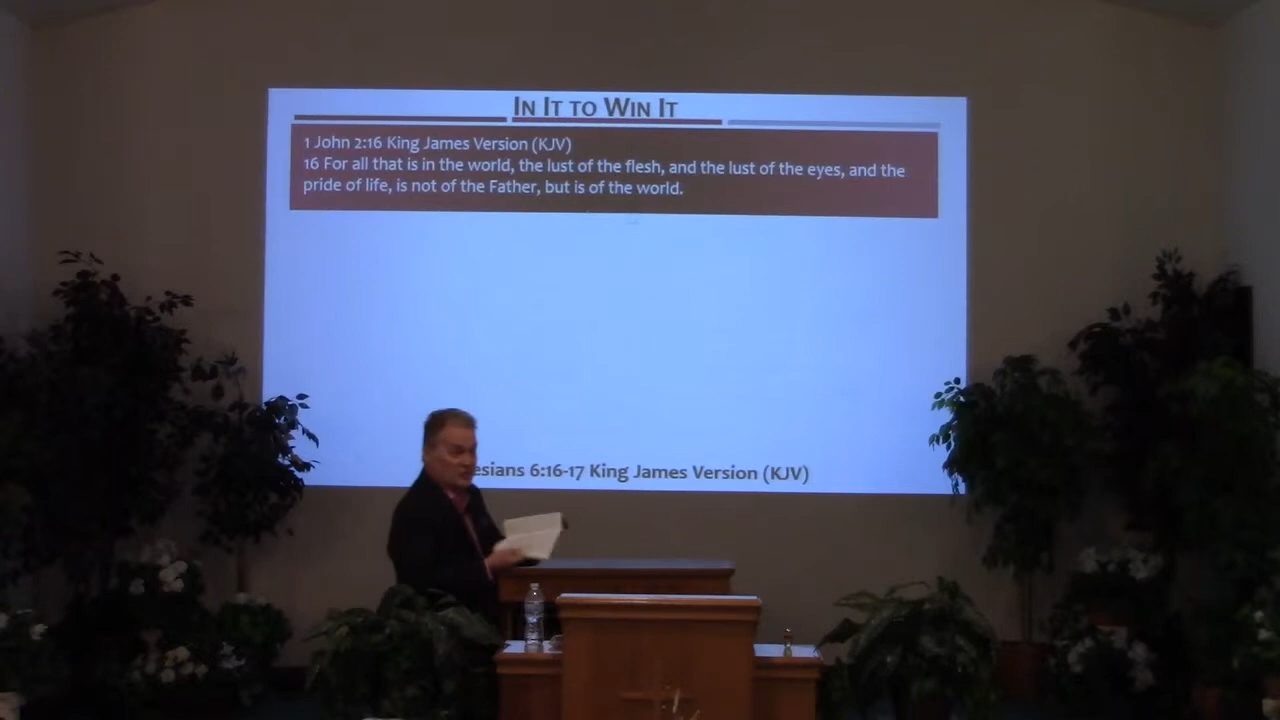 In It to Win It
1 John 2:16 King James Version (KJV)
16 For all that is in the world, the lust of the flesh, and the lust of the eyes, and the
pride of life, is not of the Father, but is of the world.
esians 6:16-17 King James Version (KJV)